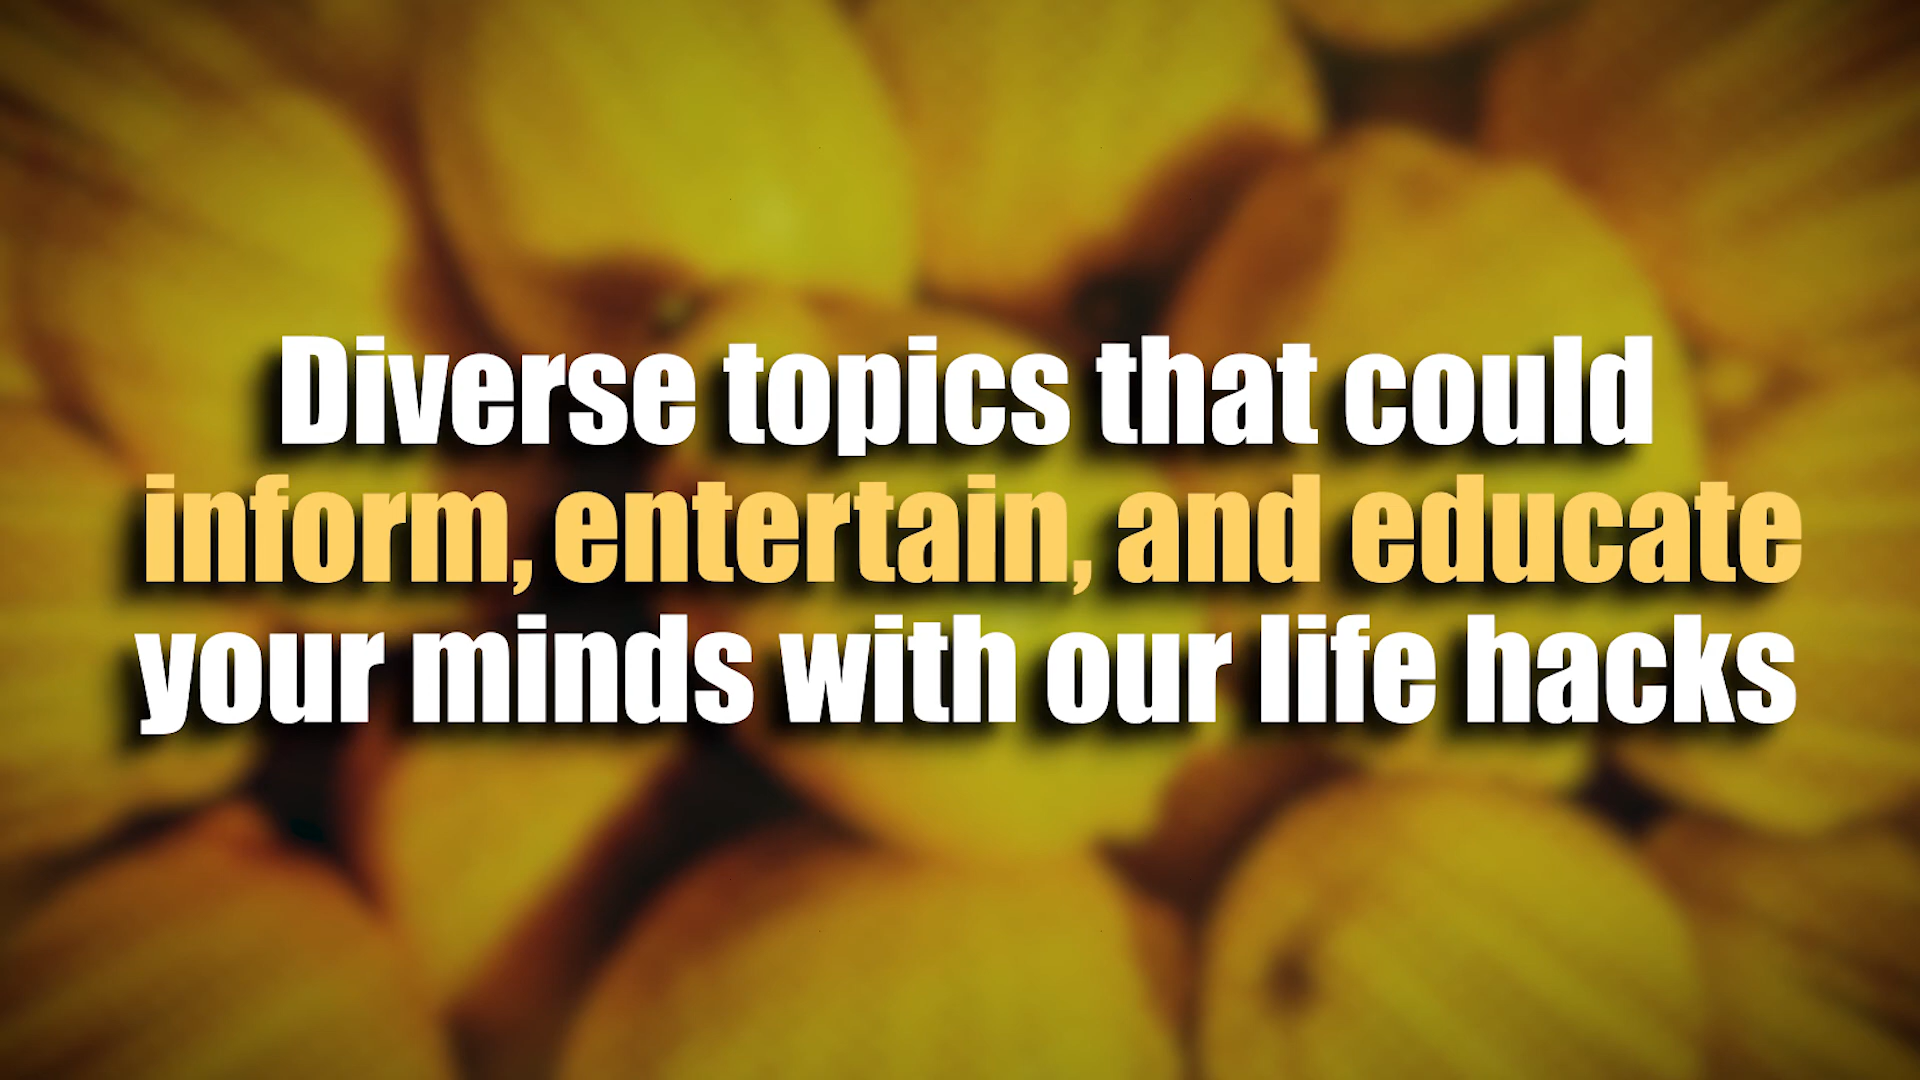 Diverse topics that could
inform, entertain, and educate
your minds with our life hacks